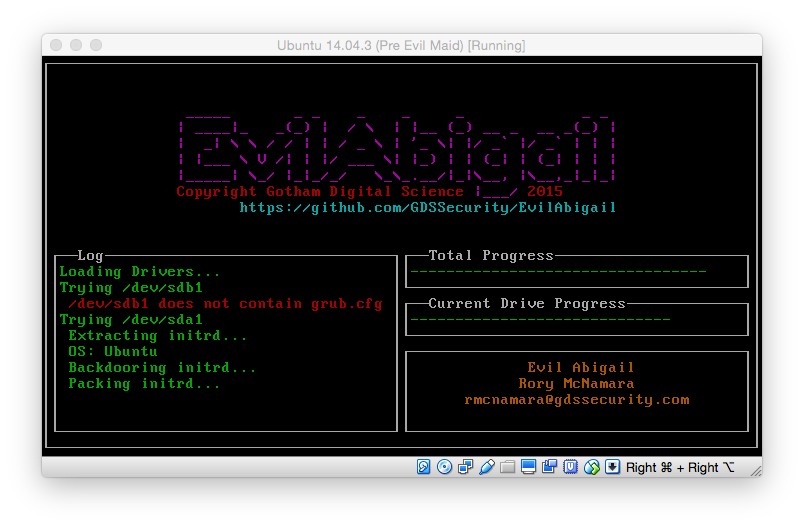 Ubuntu 14.04.3 (Pre Evil Maid) [Running]
EvilAbigail
Copyright Gotham Digital Science 2015
https://github.com/GDSSecurity/EvilAbigail
Log
Loading Drivers...
Trying /dev/sdb1
/dev/sdb1 does not contain grub.cfg
Trying /dev/sda1
Extracting initrd...
OS: Ubuntu
Backdooring initrd...
Packing initrd...
Total Progress
-----------------------------------
Current Drive Progress
------------------------------
Evil Abigail
Rory McNamara
rmcnamara@gdssecurity.com
Right ⌘ + Right ⌥